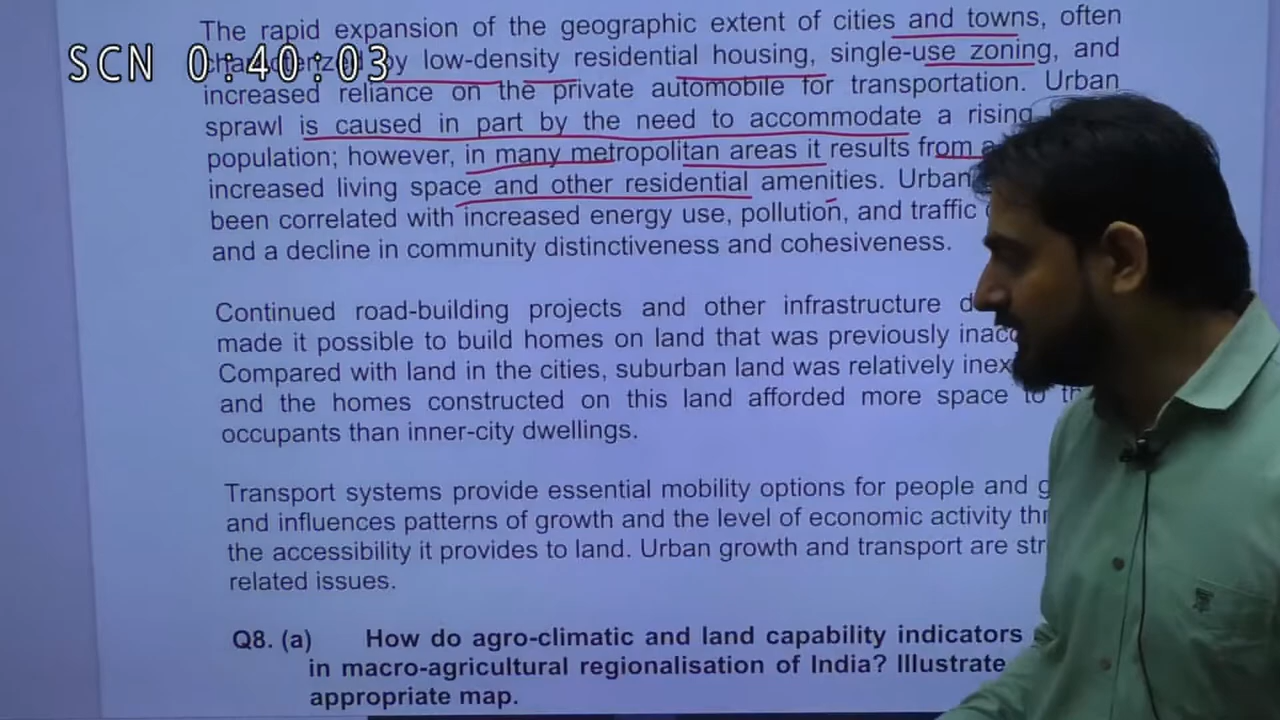 The rapid expansion of the geographic extent of cities and towns, often
SCN 0:40:03
by low-density residential housing, single-use zoning, and
increased reliance on the private automobile for transportation. Urban
sprawl is caused in part by the need to accommodate a rising
population; however, in many metropolitan areas it results from a
increased living space and other residential amenities. Urban
been correlated with increased energy use, pollution, and traffic
and a decline in community distinctiveness and cohesiveness.
Continued road-building projects and other infrastructure
made it possible to build homes on land that was previously
Compared with land in the cities, suburban land was relatively
and the homes constructed on this land afforded more space to
occupants than inner-city dwellings.
Transport systems provide essential mobility options for people and
and influences patterns of growth and the level of economic activity
the accessibility it provides to land. Urban growth and transport are
related issues.
Q8. (a) How do agro-climatic and land capability indicators
in macro-agricultural regionalisation of India? Illustrate
appropriate map.